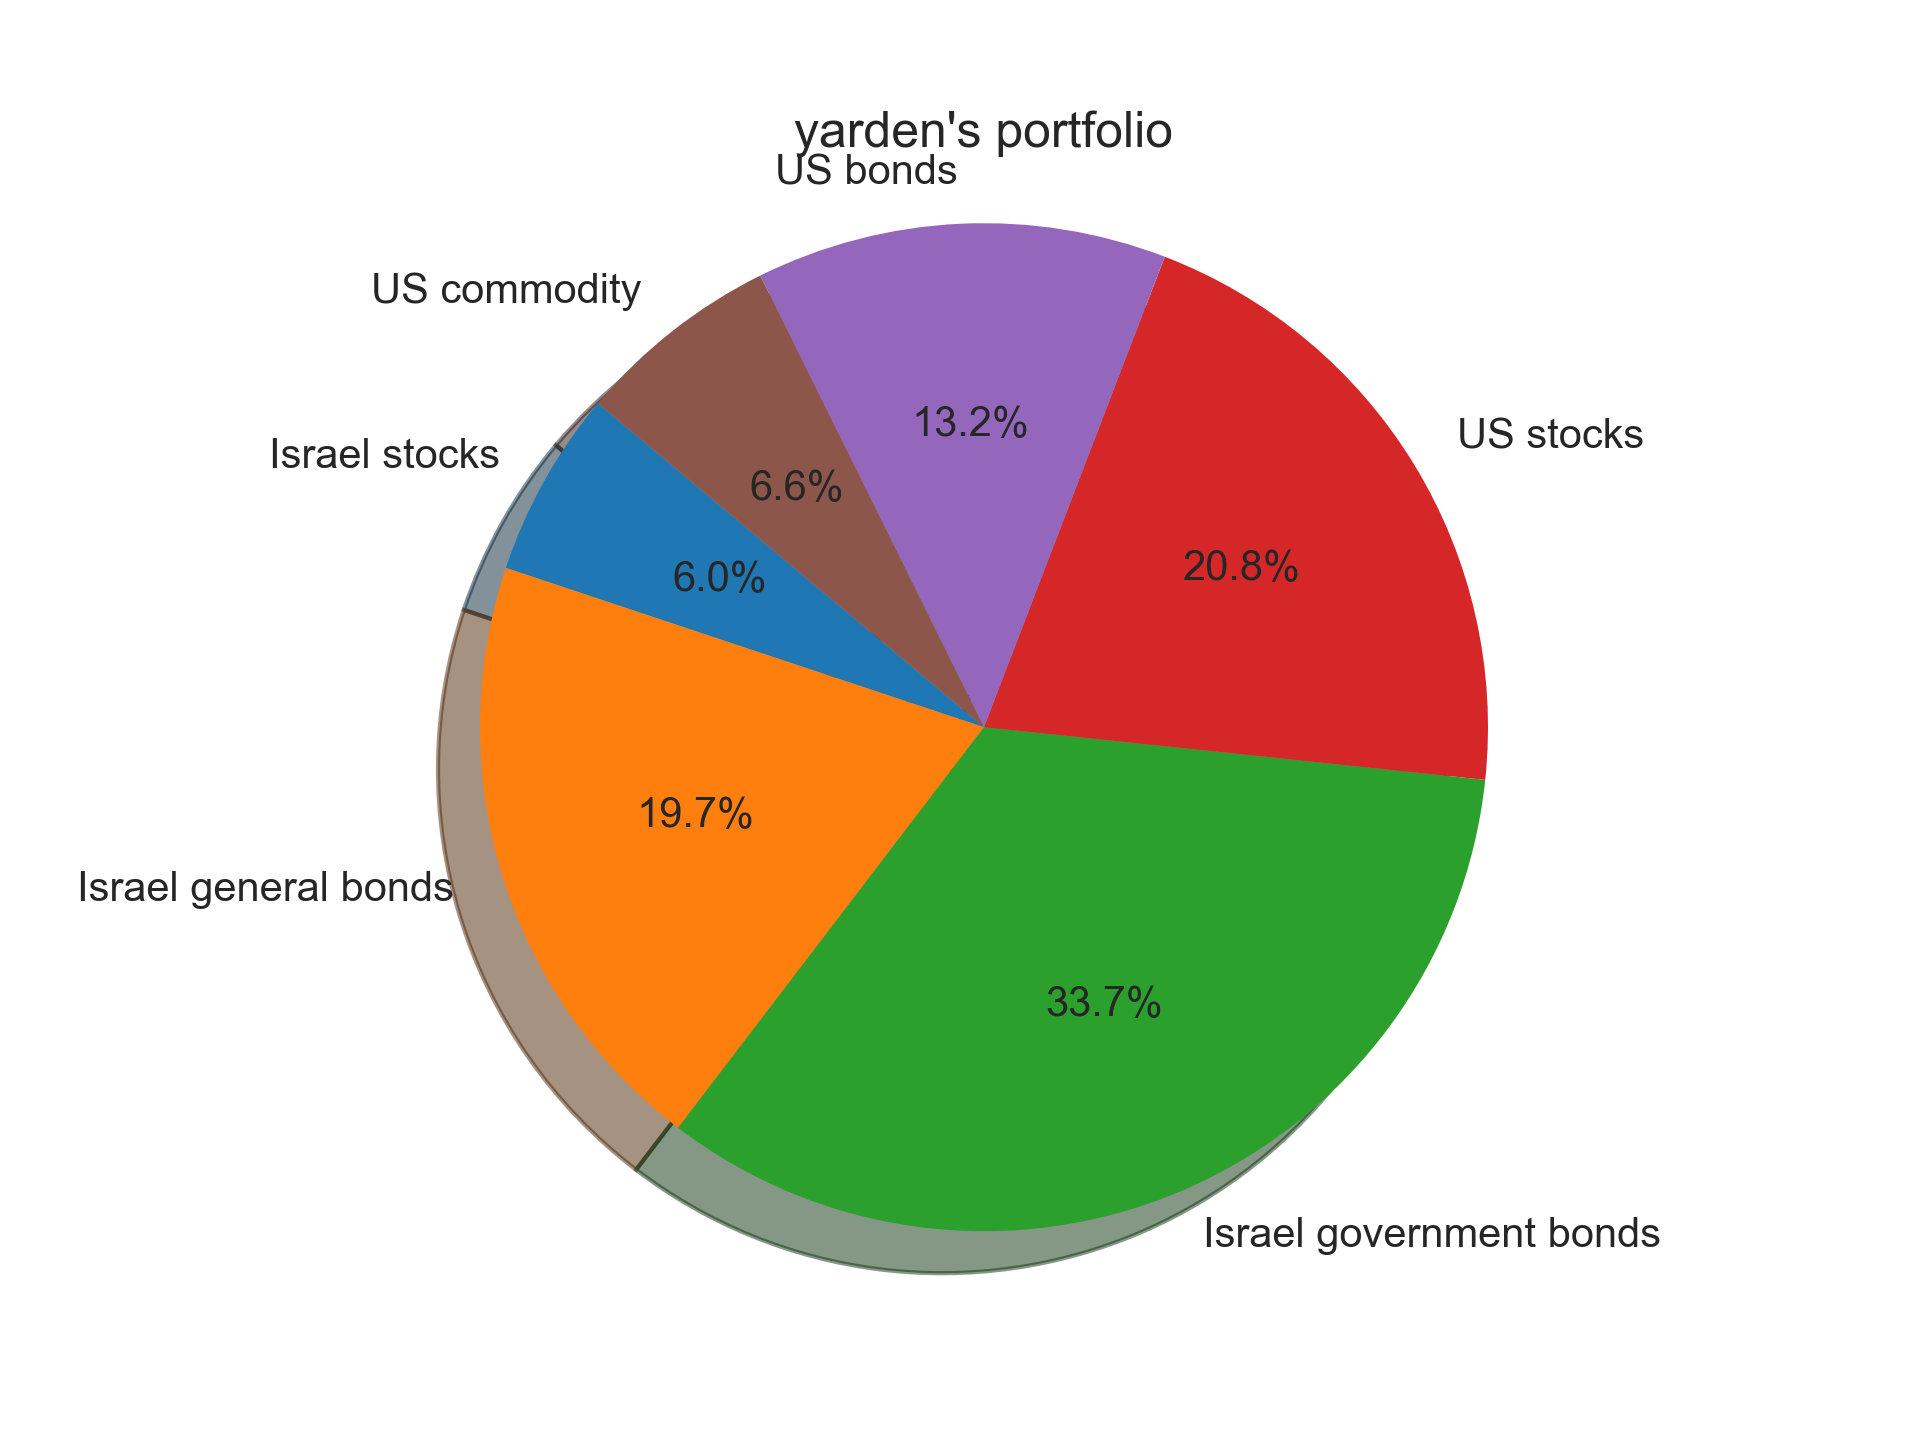 yarden's portfolio
US bonds
US commodity
Israel stocks
US stocks
13.2%
6.6%
20.8%
6.0%
19.7%
Israel general bonds
33.7%
Israel government bonds